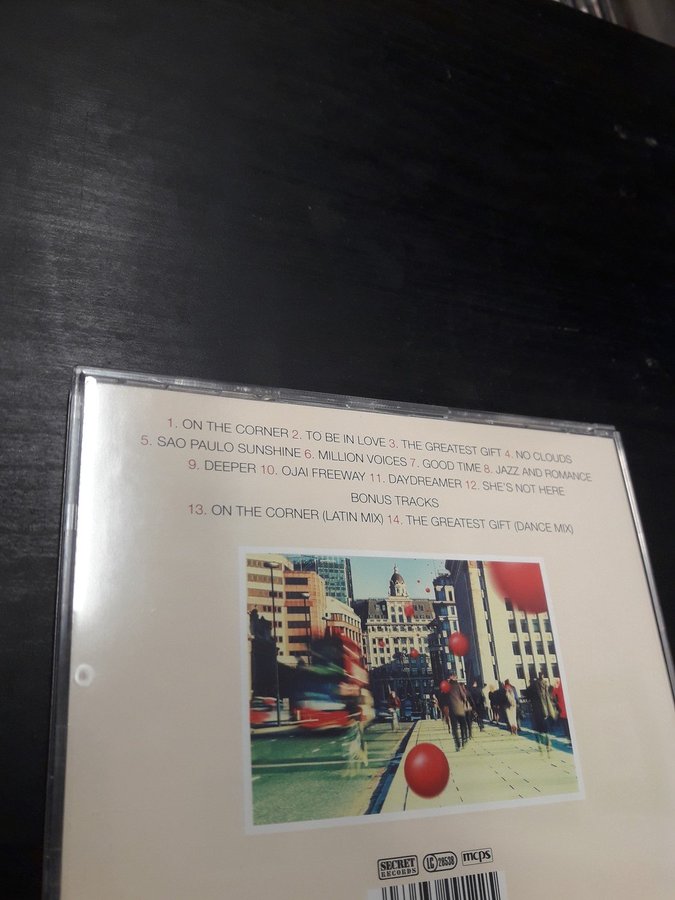 1. ON THE CORNER 2. TO BE IN LOVE 3. THE GREATEST GIFT 4. NO CLOUDS
5. SAO PAULO SUNSHINE 6. MILLION VOICES 7. GOOD TIME 8. JAZZ AND ROMANCE
9. DEEPER 10. OJAI FREEWAY 11. DAYDREAMER 12. SHE'S NOT HERE
BONUS TRACKS
13. ON THE CORNER (LATIN MIX) 14. THE GREATEST GIFT (DANCE MIX)
SECRET RECORDS LC 28538 mcps